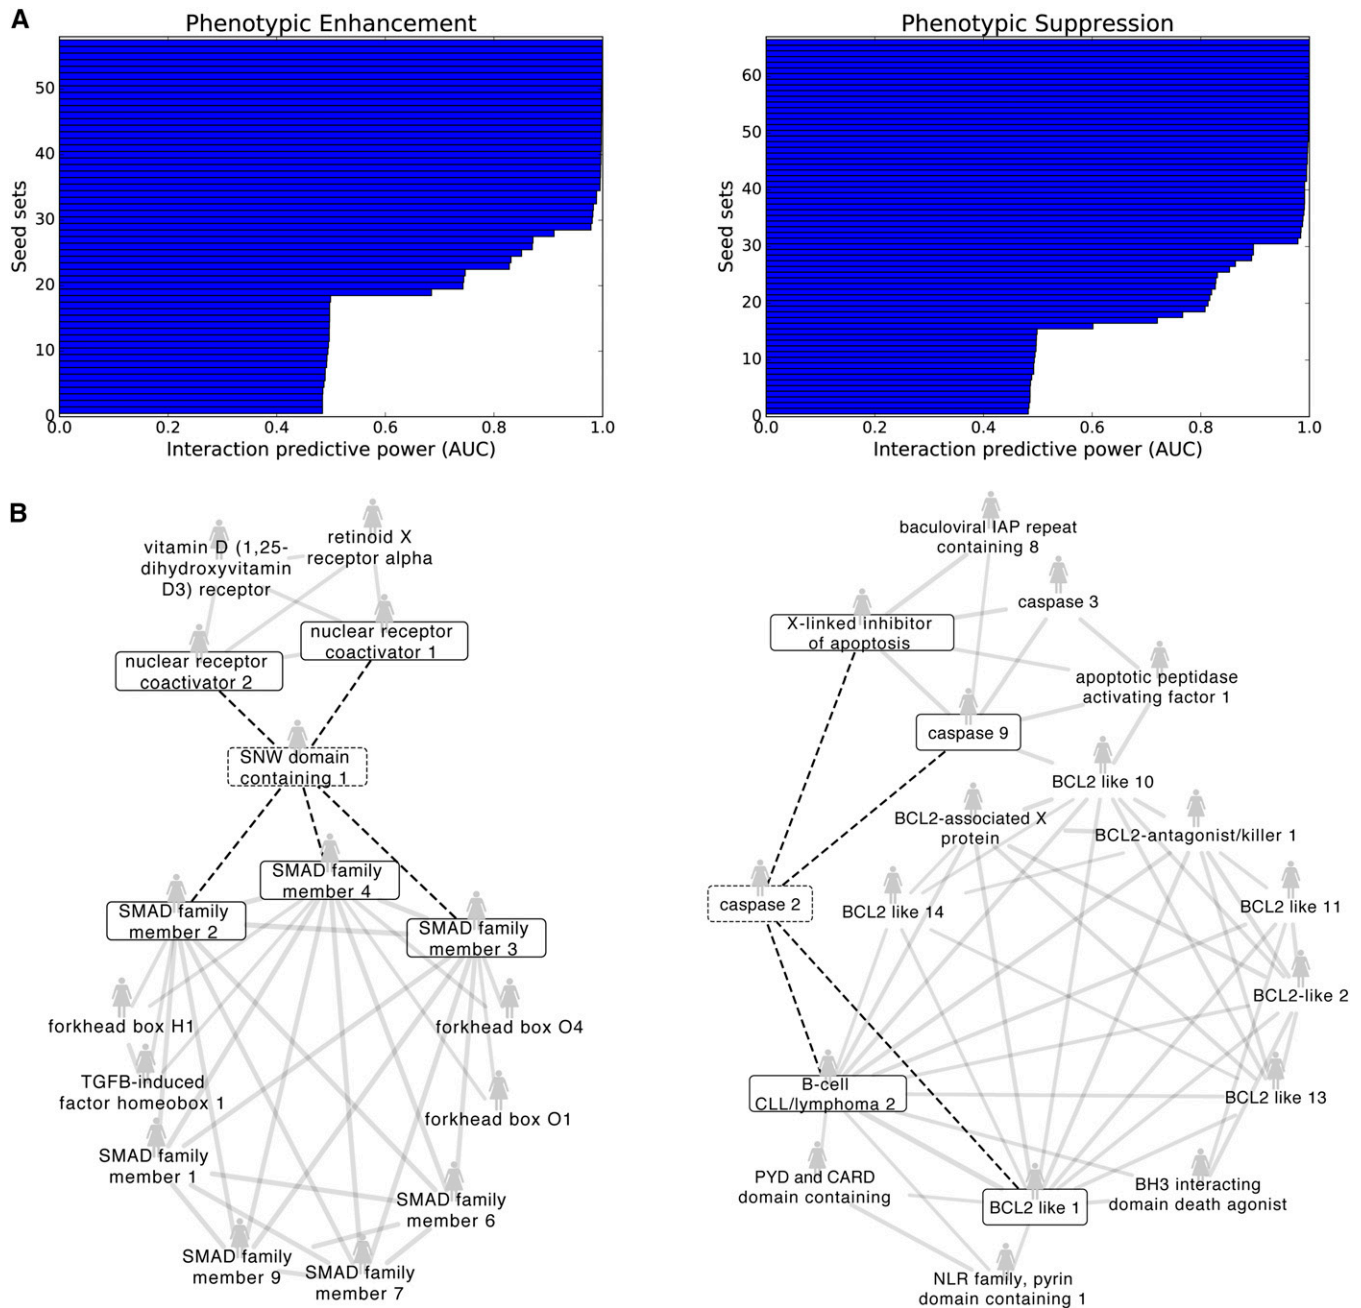 A
Phenotypic Enhancement
50
40
30
20
10
0
Seed sets
0.0 0.2 0.4 0.6 0.8 1.0
Interaction predictive power (AUC)
Phenotypic Suppression
60
50
40
30
20
10
0
Seed sets
0.0 0.2 0.4 0.6 0.8 1.0
Interaction predictive power (AUC)
B
vitamin D (1,25-
dihydroxyvitamin
D3) receptor
retinoid X
receptor alpha
nuclear receptor
coactivator 1
nuclear receptor
coactivator 2
SNW domain
containing 1
SMAD family
member 4
SMAD family
member 2
SMAD family
member 3
forkhead box H1
forkhead box O4
TGFB-induced
factor homeobox 1
forkhead box O1
SMAD family
member 1
SMAD family
member 6
SMAD family
member 9
SMAD family
member 7
baculoviral IAP repeat
containing 8
caspase 3
X-linked inhibitor
of apoptosis
apoptotic peptidase
activating factor 1
caspase 9
BCL2 like 10
BCL2-associated X
protein
BCL2-antagonist/killer 1
caspase 2
BCL2 like 14
BCL2 like 11
BCL2-like 2
B-cell
CLL/lymphoma 2
BCL2 like 13
PYD and CARD
domain containing
BCL2 like 1
BH3 interacting
domain death agonist
NLR family, pyrin
domain containing 1